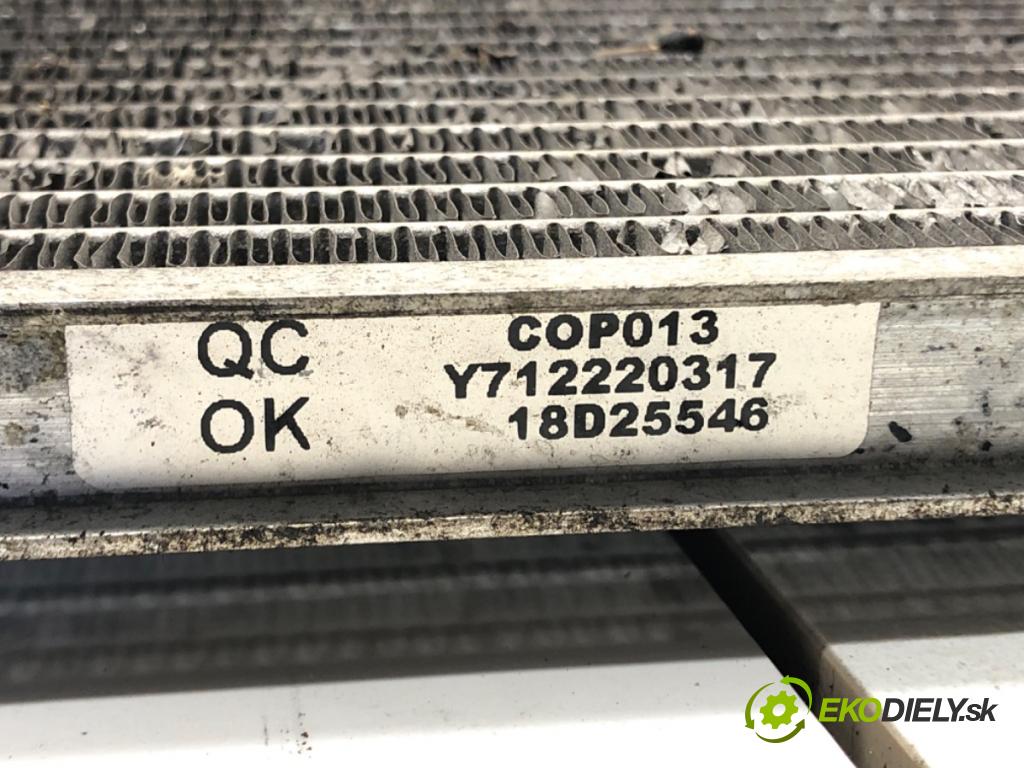 QC
OK
COP013
Y712220317
18D25546
EKODIELY.sk